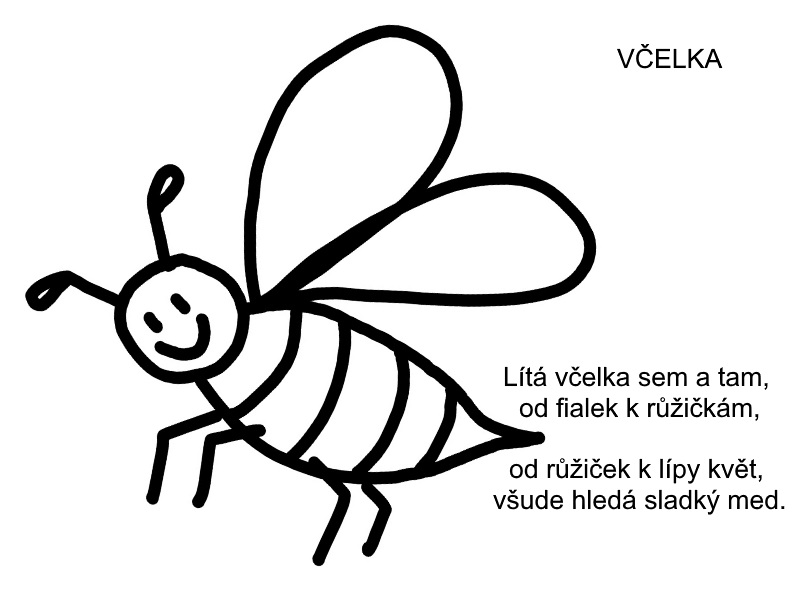 VČELKA
Lítá včelka sem a tam,
od fialek k růžičkám,
od růžiček k lípy květ,
všude hledá sladký med.